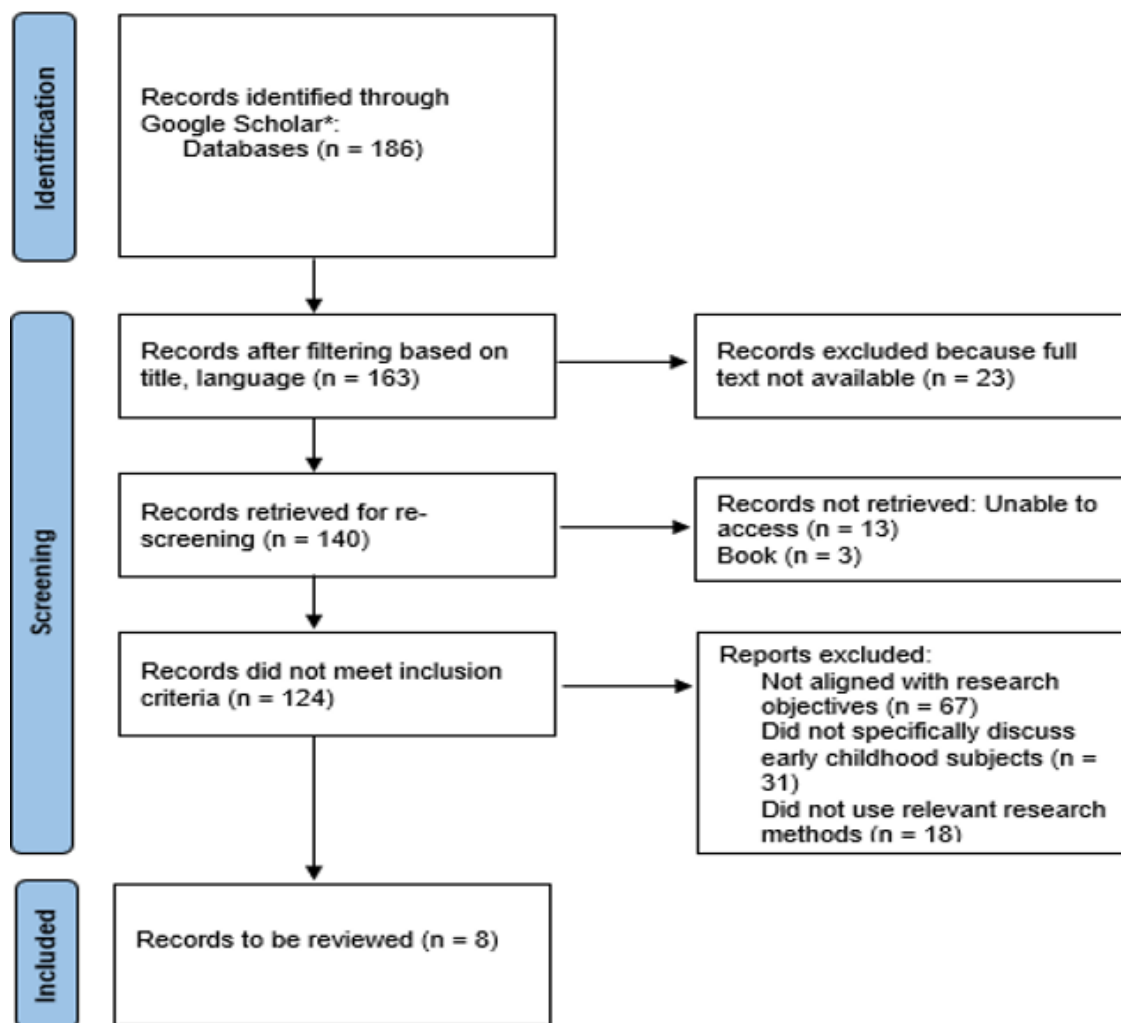 Identification
Records identified through
Google Scholar*:
Databases (n = 186)
Screening
Records after filtering based on
title, language (n = 163)
Records excluded because full
text not available (n = 23)
Records retrieved for re-
screening (n = 140)
Records not retrieved: Unable to
access (n = 13)
Book (n = 3)
Records did not meet inclusion
criteria (n = 124)
Reports excluded:
Not aligned with research
objectives (n = 67)
Did not specifically discuss
early childhood subjects (n =
31)
Did not use relevant research
methods (n = 18)
Included
Records to be reviewed (n = 8)